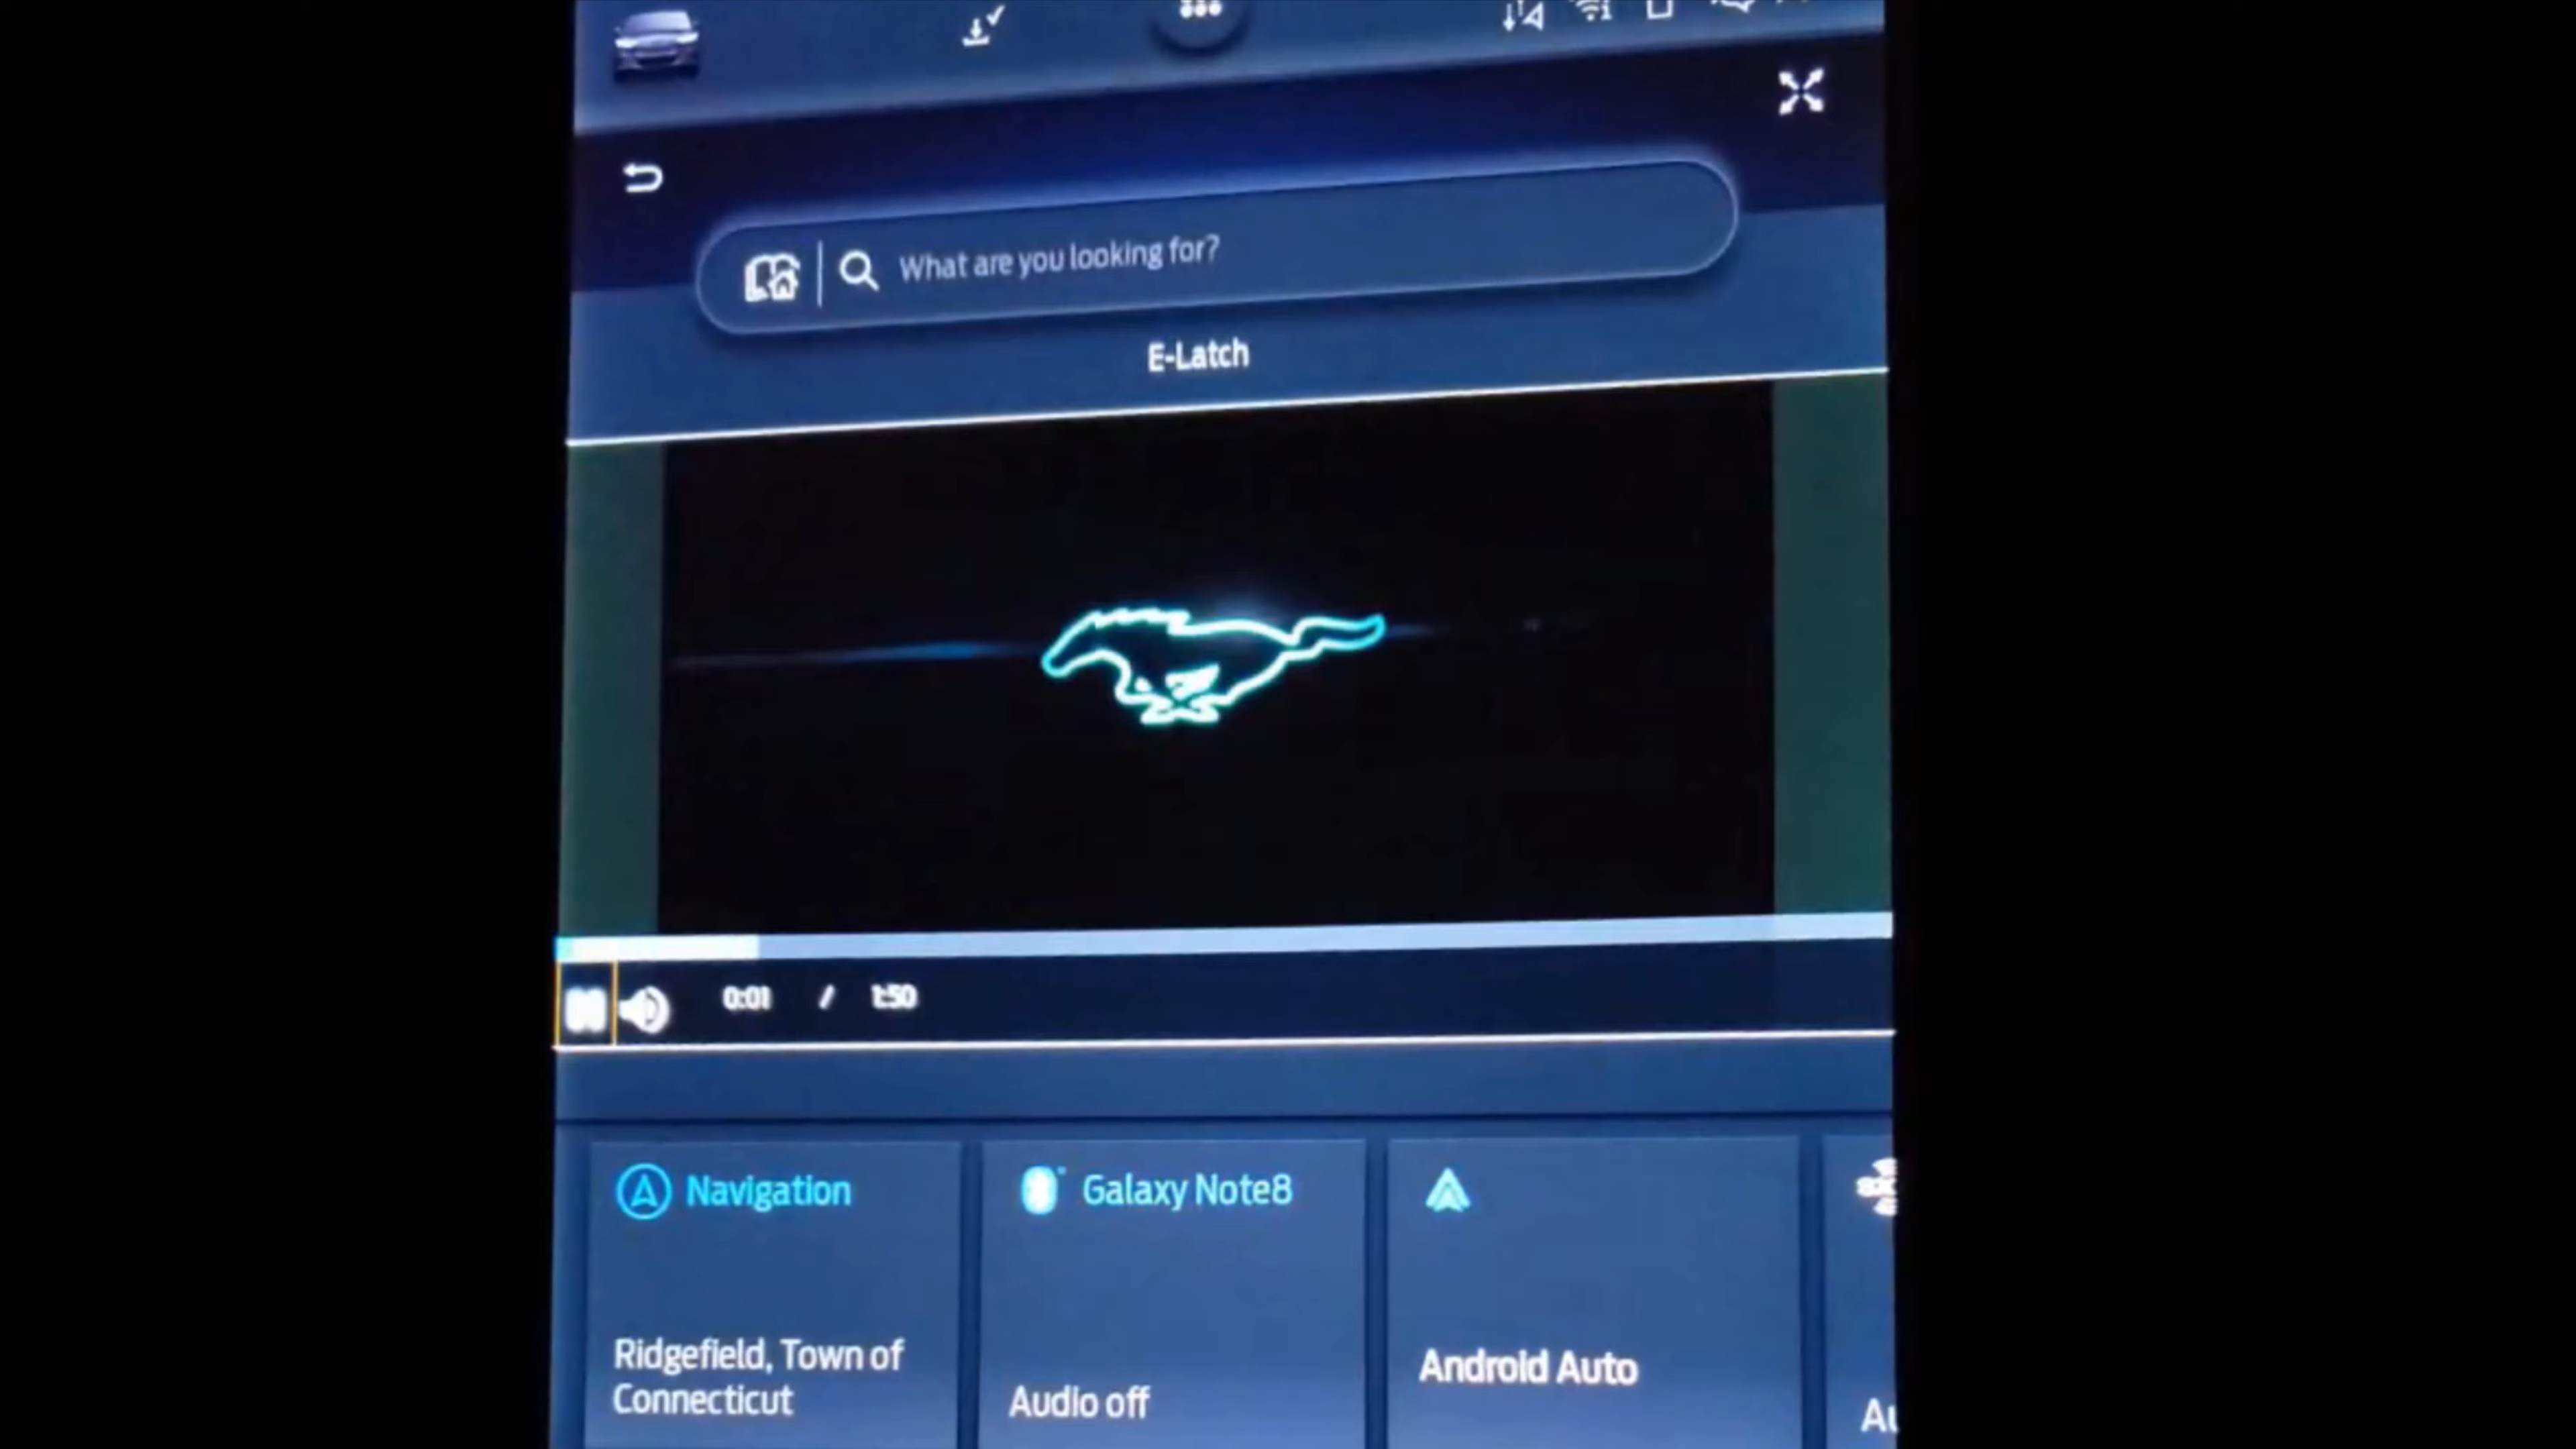 What are you looking for?
E-Latch
0:01 / 1:50
Navigation
Galaxy Note8
Ridgefield, Town of
Connecticut
Audio off
Android Auto